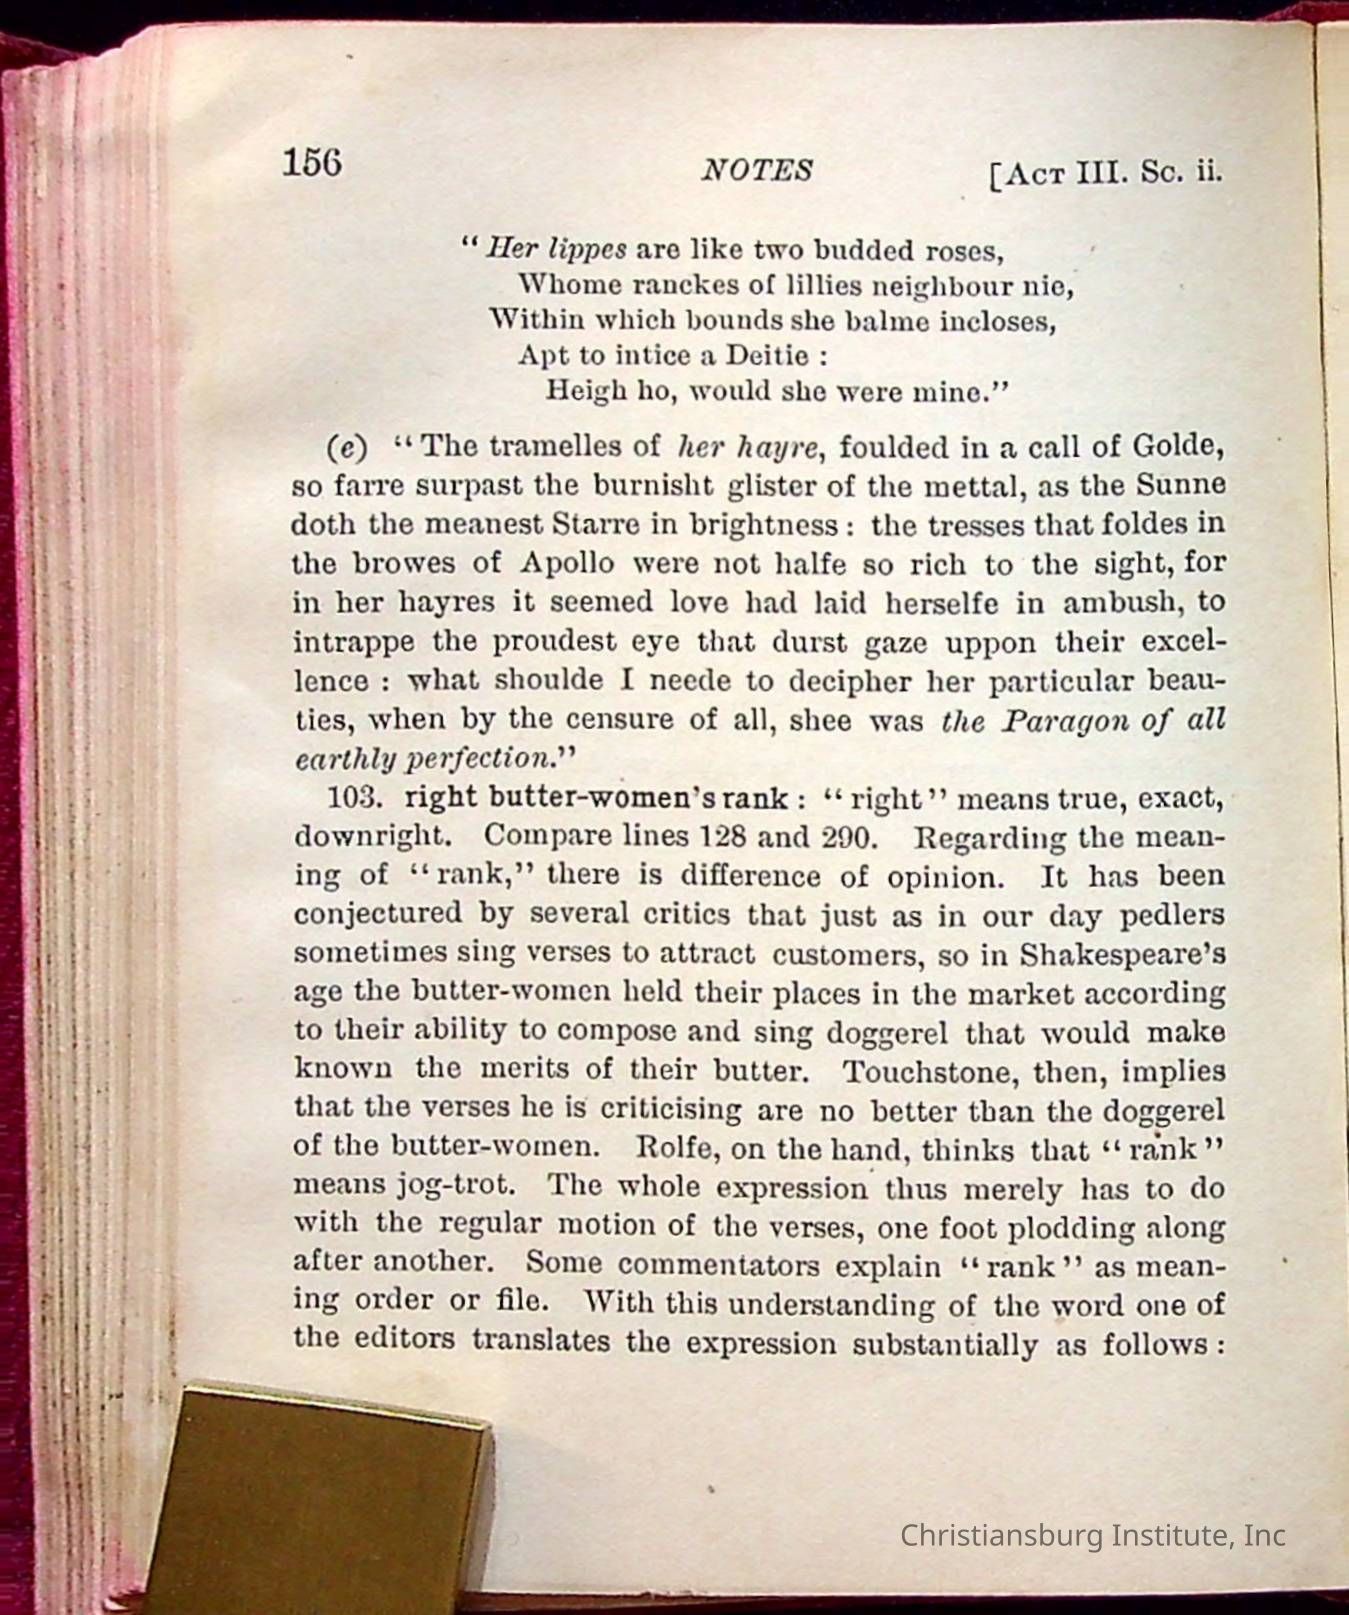 156 NOTES [ACT III. Sc. ii.
“Her lippes are like two budded roses,
Whome ranckes of lillies neighbour nie,
Within which bounds she balme incloses,
Apt to intice a Deitie :
Heigh ho, would she were mine.”
(e) “The tramelles of her hayre, foulded in a call of Golde,
so farre surpast the burnisht glister of the mettal, as the Sunne
doth the meanest Starre in brightness : the tresses that foldes in
the browes of Apollo were not halfe so rich to the sight, for
in her hayres it seemed love had laid herselfe in ambush, to
intrappe the proudest eye that durst gaze uppon their excel-
lence : what shoulde I neede to decipher her particular beau-
ties, when by the censure of all, shee was the Paragon of all
earthly perfection.”
103. right butter-women’s rank : “right” means true, exact,
downright. Compare lines 128 and 290. Regarding the mean-
ing of “rank,” there is difference of opinion. It has been
conjectured by several critics that just as in our day pedlers
sometimes sing verses to attract customers, so in Shakespeare’s
age the butter-women held their places in the market according
to their ability to compose and sing doggerel that would make
known the merits of their butter. Touchstone, then, implies
that the verses he is criticising are no better than the doggerel
of the butter-women. Rolfe, on the hand, thinks that “rank”
means jog-trot. The whole expression thus merely has to do
with the regular motion of the verses, one foot plodding along
after another. Some commentators explain “rank” as mean-
ing order or file. With this understanding of the word one of
the editors translates the expression substantially as follows :
Christiansburg Institute, Inc